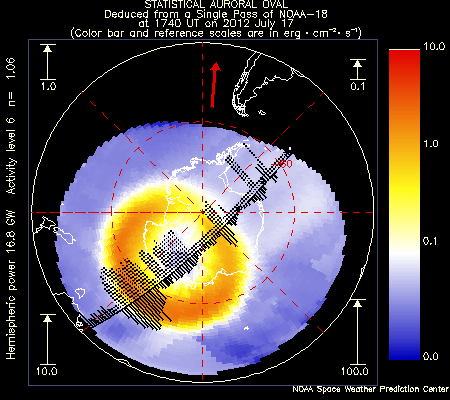 STATISTICAL AURORAL OVAL
Deduced from a Single Pass of NOAA-18
at 1740 UT on 2012 July 17
(Color bar and reference scales are in erg · cm⁻² · s⁻¹)
1.0
0.1
10.0
1.0
0.1
0.0
-60
10.0
100.0
Hemispheric power 16.8 GW Activity level 6 n= 1.06
NOAA Space Weather Prediction Center